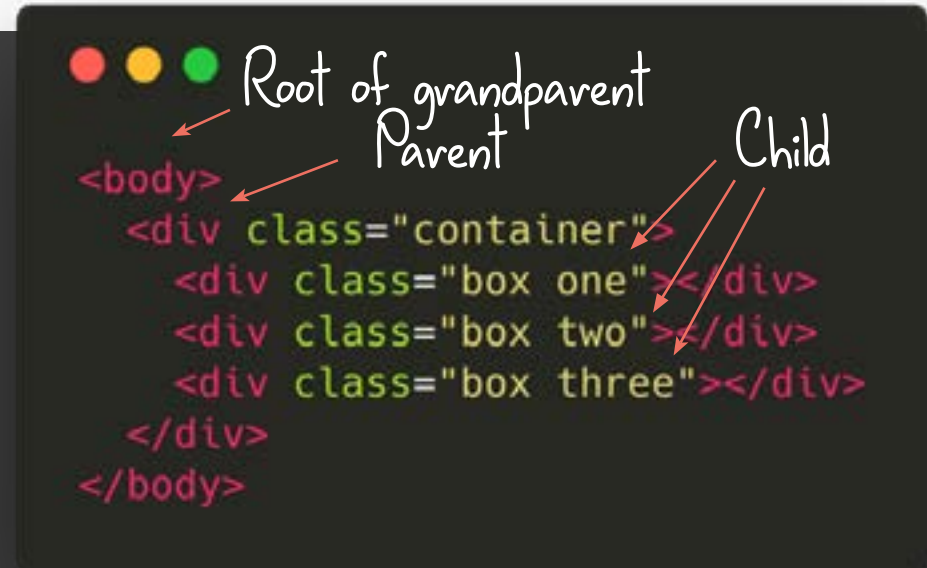 Root of grandparent
Parent
Child
<body>
<div class="container">
<div class="box one"></div>
<div class="box two"></div>
<div class="box three"></div>
</div>
</body>